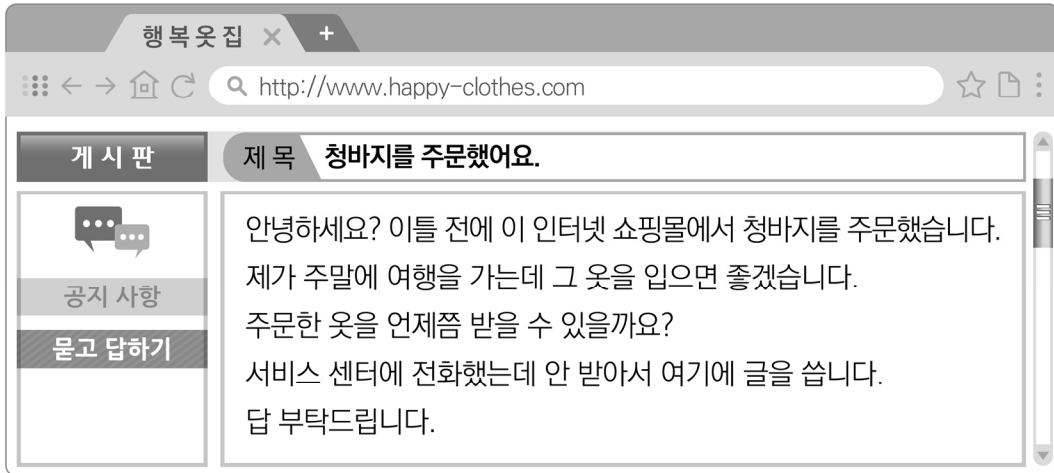 행복옷집
http://www.happy-clothes.com
게시판
제목 청바지를 주문했어요.
안녕하세요? 이틀 전에 이 인터넷 쇼핑몰에서 청바지를 주문했습니다.
제가 주말에 여행을 가는데 그 옷을 입으면 좋겠습니다.
공지 사항
주문한 옷을 언제쯤 받을 수 있을까요?
묻고 답하기
서비스 센터에 전화했는데 안 받아서 여기에 글을 씁니다.
답 부탁드립니다.